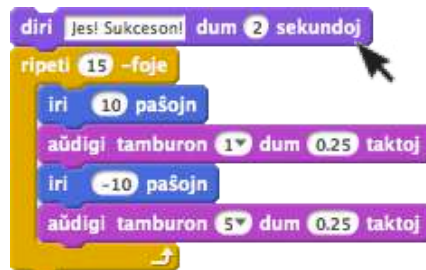 diri Jes! Sukceson! dum 2 sekundoj
ripeti 15 -foje
iri 10 paŝojn
aŭdigi tamburon 1 dum 0.25 taktoj
iri -10 paŝojn
aŭdigi tamburon 5 dum 0.25 taktoj